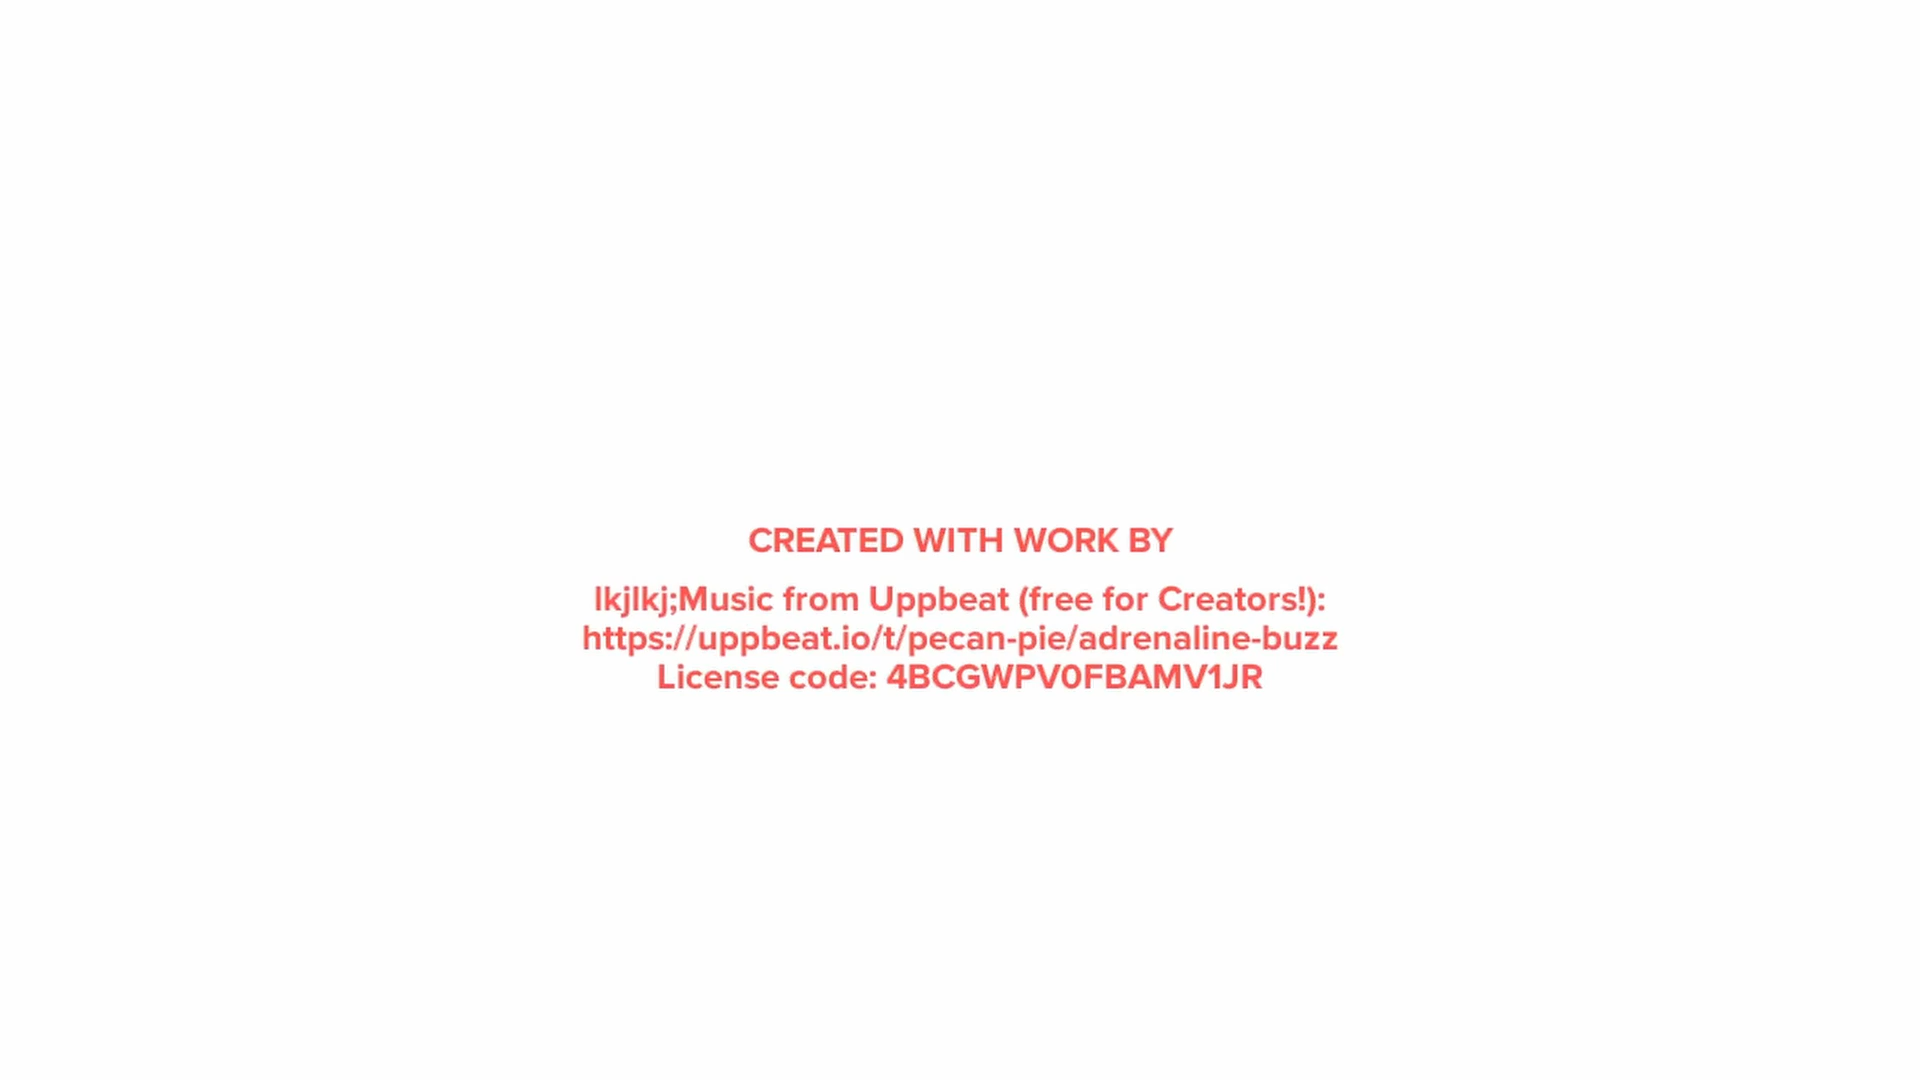 CREATED WITH WORK BY
lkjlkj;Music from Uppbeat (free for Creators!):
https://uppbeat.io/t/pecan-pie/adrenaline-buzz
License code: 4BCGWPV0FBAMV1JR